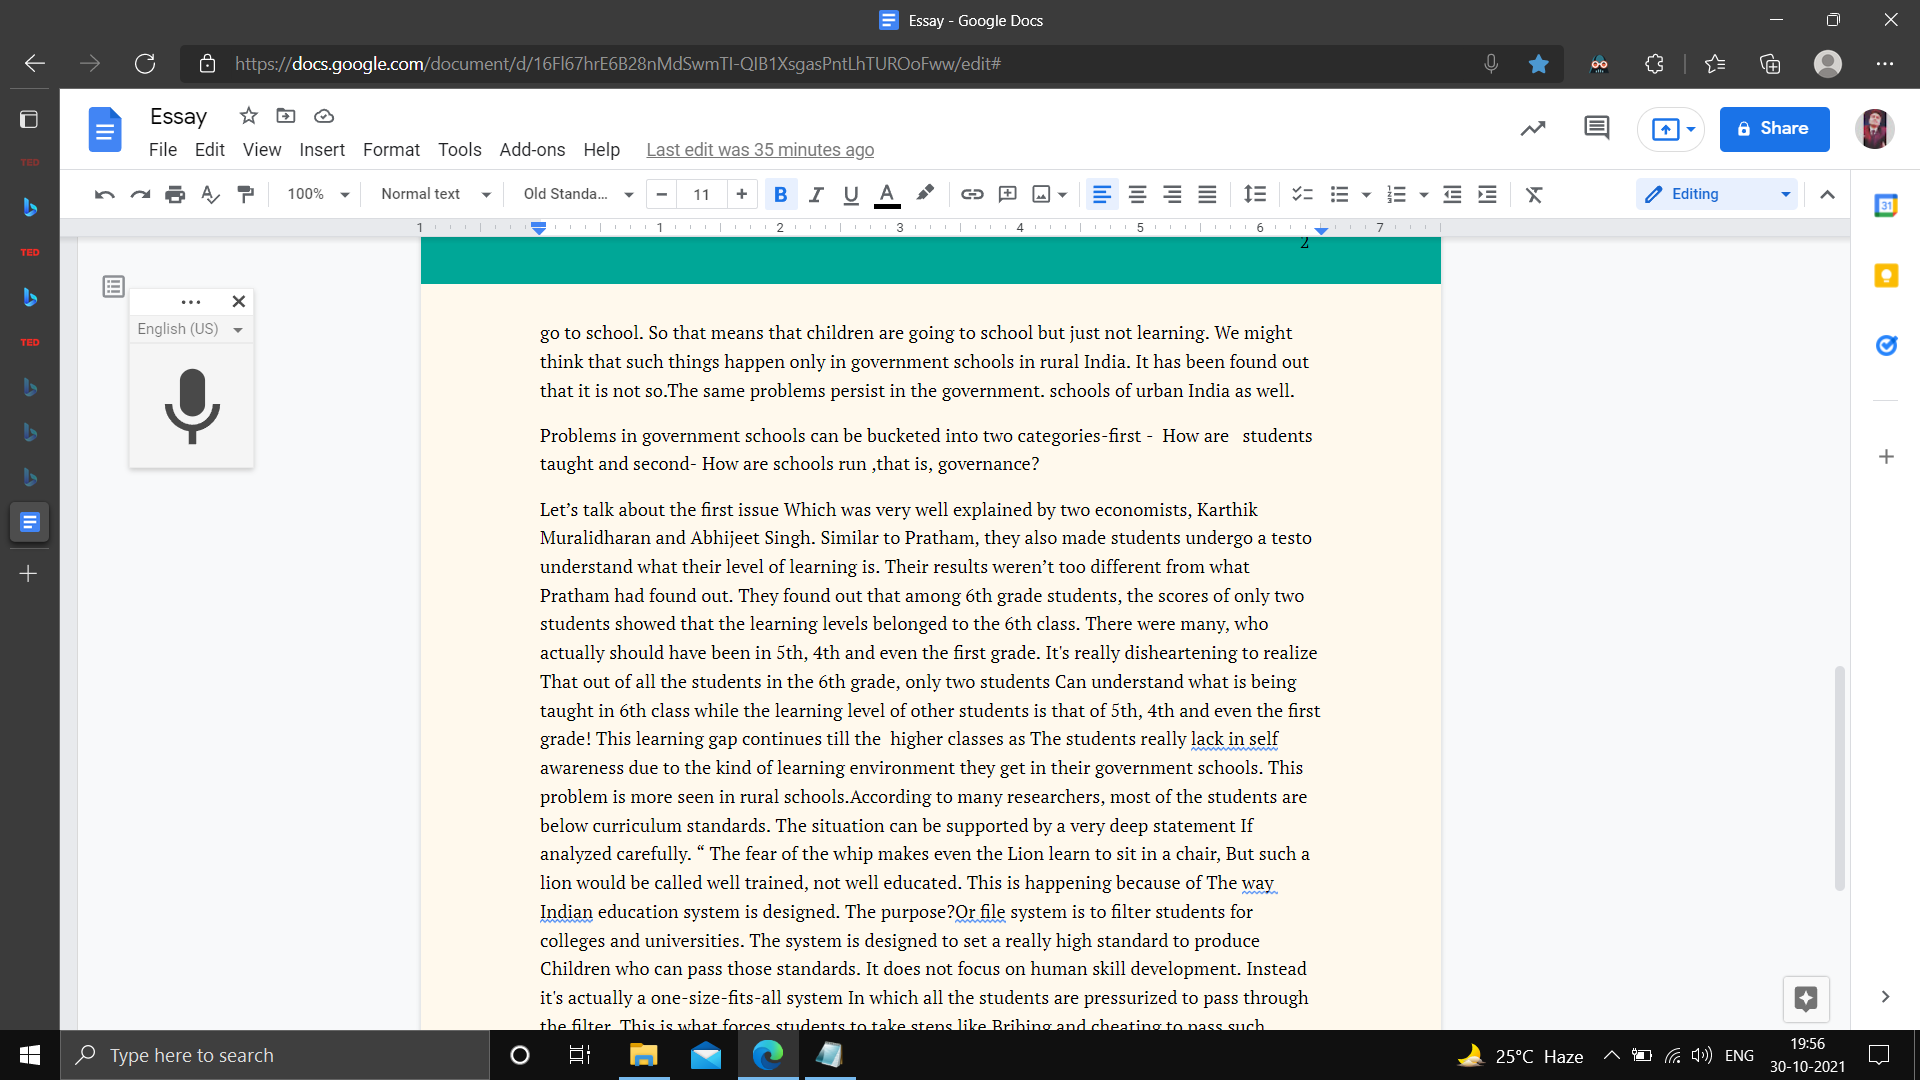 Essay - Google Docs
https://docs.google.com/document/d/16Fl67hrE6B28nMdSwmTI-QIB1XsgasPntLhTUROoFww/edit#
Essay
File Edit View Insert Format Tools Add-ons Help Last edit was 35 minutes ago
Share
100% Normal text Old Standa... 11 B I U A Editing
1 1 2 3 4 5 6 7
31
TED
TED
TED
2
English (US)
go to school. So that means that children are going to school but just not learning. We might
think that such things happen only in government schools in rural India. It has been found out
that it is not so.The same problems persist in the government. schools of urban India as well.
Problems in government schools can be bucketed into two categories-first -  How are   students
taught and second- How are schools run ,that is, governance?
Let’s talk about the first issue Which was very well explained by two economists, Karthik
Muralidharan and Abhijeet Singh. Similar to Pratham, they also made students undergo a testo
understand what their level of learning is. Their results weren’t too different from what
Pratham had found out. They found out that among 6th grade students, the scores of only two
students showed that the learning levels belonged to the 6th class. There were many, who
actually should have been in 5th, 4th and even the first grade. It's really disheartening to realize
That out of all the students in the 6th grade, only two students Can understand what is being
taught in 6th class while the learning level of other students is that of 5th, 4th and even the first
grade! This learning gap continues till the  higher classes as The students really lack in self
awareness due to the kind of learning environment they get in their government schools. This
problem is more seen in rural schools.According to many researchers, most of the students are
below curriculum standards. The situation can be supported by a very deep statement If
analyzed carefully. “ The fear of the whip makes even the Lion learn to sit in a chair, But such a
lion would be called well trained, not well educated. This is happening because of The way
Indian education system is designed. The purpose?Or file system is to filter students for
colleges and universities. The system is designed to set a really high standard to produce
Children who can pass those standards. It does not focus on human skill development. Instead
it's actually a one-size-fits-all system In which all the students are pressurized to pass through
the filter. This is what forces students to take steps like Bribing and cheating to pass such
Type here to search
25°C Haze
ENG
19:56
30-10-2021